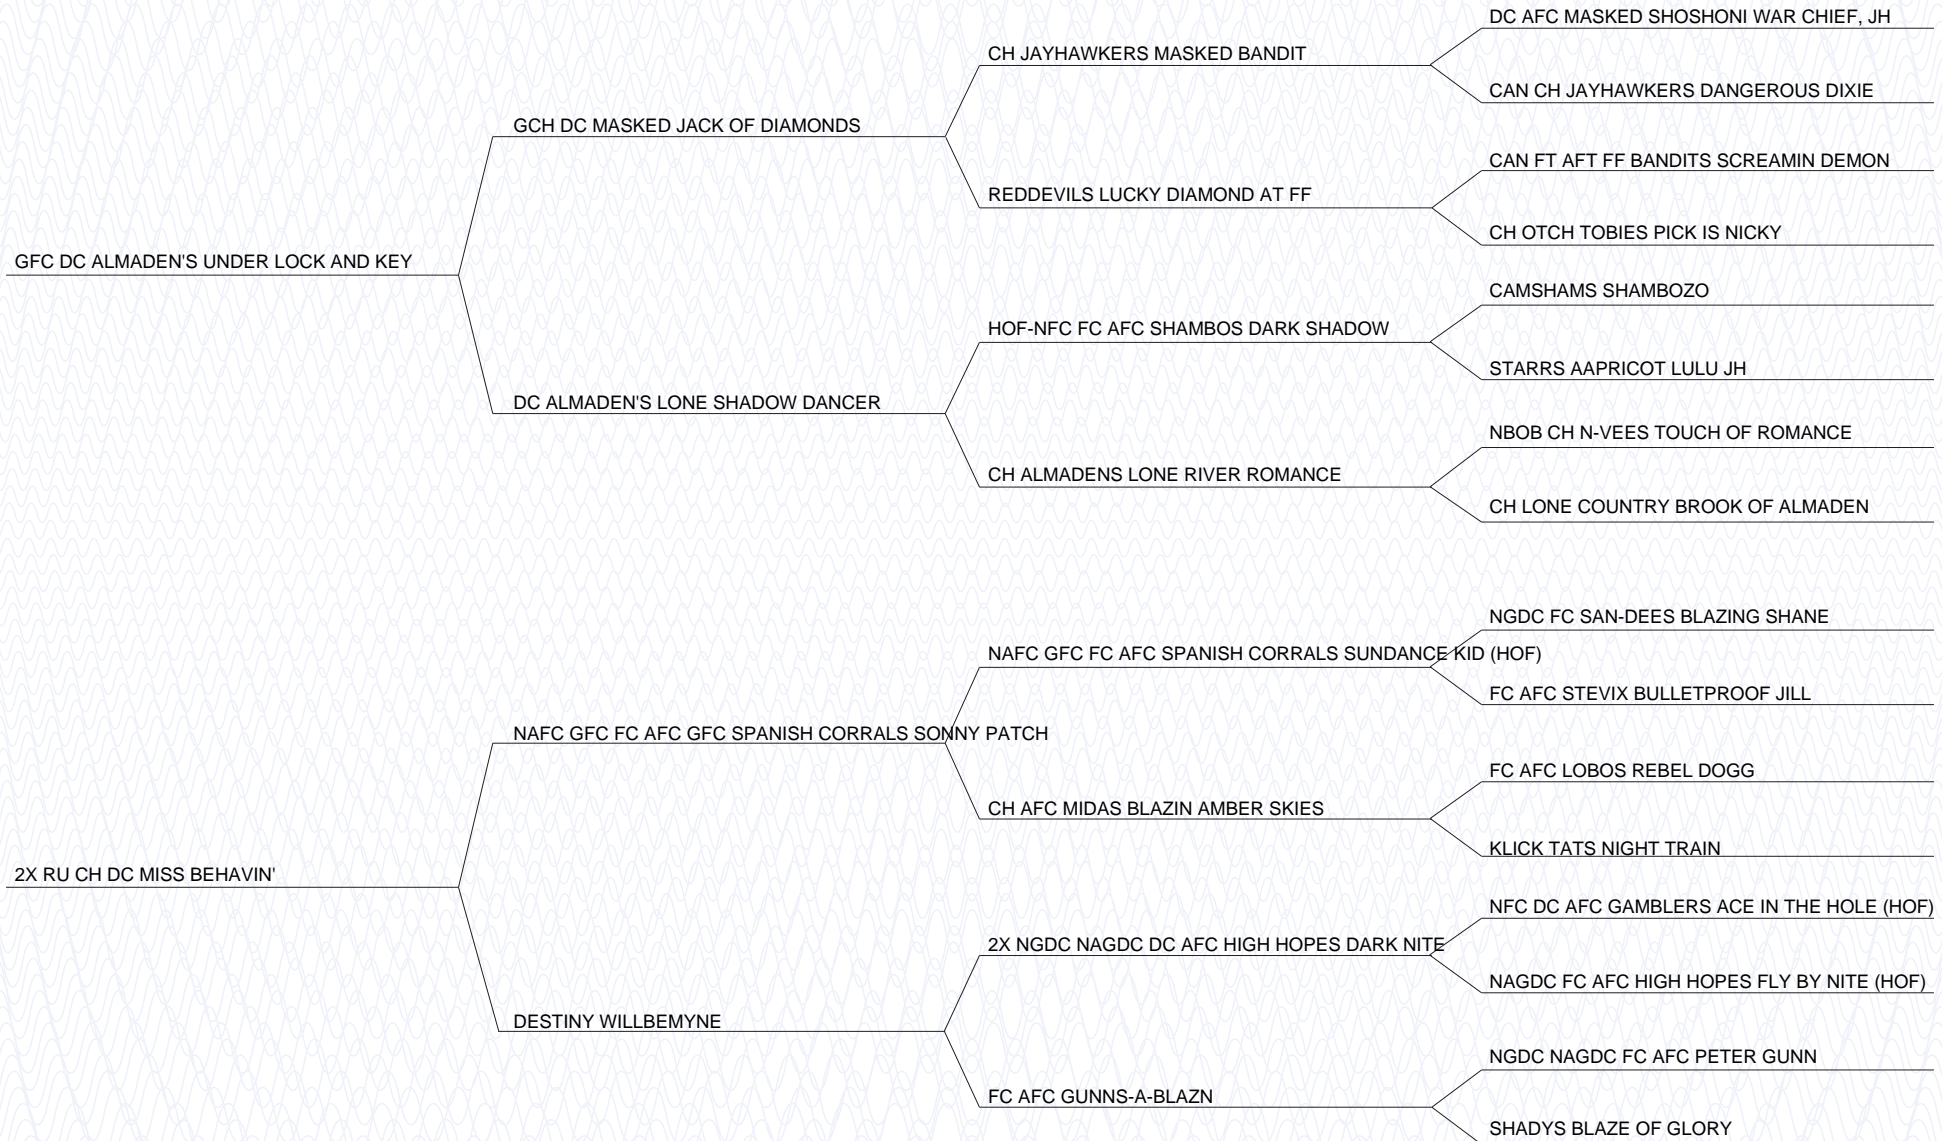 DC AFC MASKED SHOSHONI WAR CHIEF, JH
CH JAYHAWKERS MASKED BANDIT
CAN CH JAYHAWKERS DANGEROUS DIXIE
GCH DC MASKED JACK OF DIAMONDS
CAN FT AFT FF BANDITS SCREAMIN DEMON
REDDEVILS LUCKY DIAMOND AT FF
CH OTCH TOBIES PICK IS NICKY
GFC DC ALMADEN'S UNDER LOCK AND KEY
CAMSHAMS SHAMBOZO
HOF-NFC FC AFC SHAMBOS DARK SHADOW
STARRS AAPRICOT LULU JH
DC ALMADEN'S LONE SHADOW DANCER
NBOB CH N-VEES TOUCH OF ROMANCE
CH ALMADENS LONE RIVER ROMANCE
CH LONE COUNTRY BROOK OF ALMADEN
NGDC FC SAN-DEES BLAZING SHANE
NAFC GFC FC AFC SPANISH CORRALS SUNDANCE KID (HOF)
FC AFC STEVIX BULLETPROOF JILL
NAFC GFC FC AFC GFC SPANISH CORRALS SONNY PATCH
FC AFC LOBOS REBEL DOGG
CH AFC MIDAS BLAZIN AMBER SKIES
KLICK TATS NIGHT TRAIN
2X RU CH DC MISS BEHAVIN'
NFC DC AFC GAMBLERS ACE IN THE HOLE (HOF)
2X NGDC NAGDC DC AFC HIGH HOPES DARK NITE
NAGDC FC AFC HIGH HOPES FLY BY NITE (HOF)
DESTINY WILLBEMYNE
NGDC NAGDC FC AFC PETER GUNN
FC AFC GUNNS-A-BLAZN
SHADYS BLAZE OF GLORY